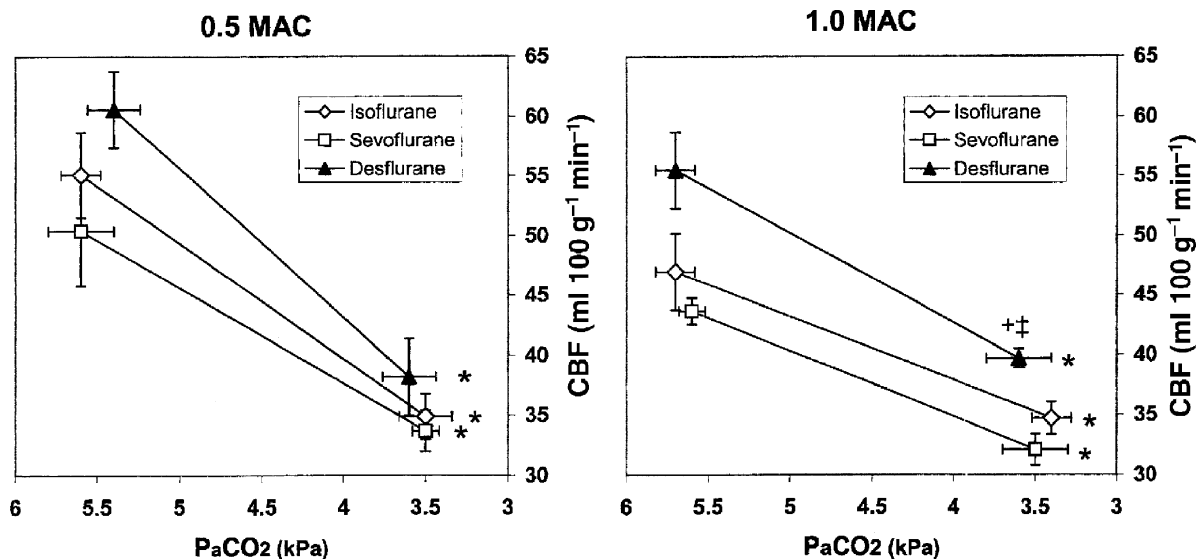 0.5 MAC
65
60
55
50
45
40
35
30
CBF (ml 100 g⁻¹ min⁻¹)
Isoflurane
Sevoflurane
Desflurane
*
*
*
6 5.5 5 4.5 4 3.5 3
PaCO2 (kPa)
1.0 MAC
65
60
55
50
45
40
35
30
CBF (ml 100 g⁻¹ min⁻¹)
Isoflurane
Sevoflurane
Desflurane
+‡
*
*
*
6 5.5 5 4.5 4 3.5 3
PaCO2 (kPa)